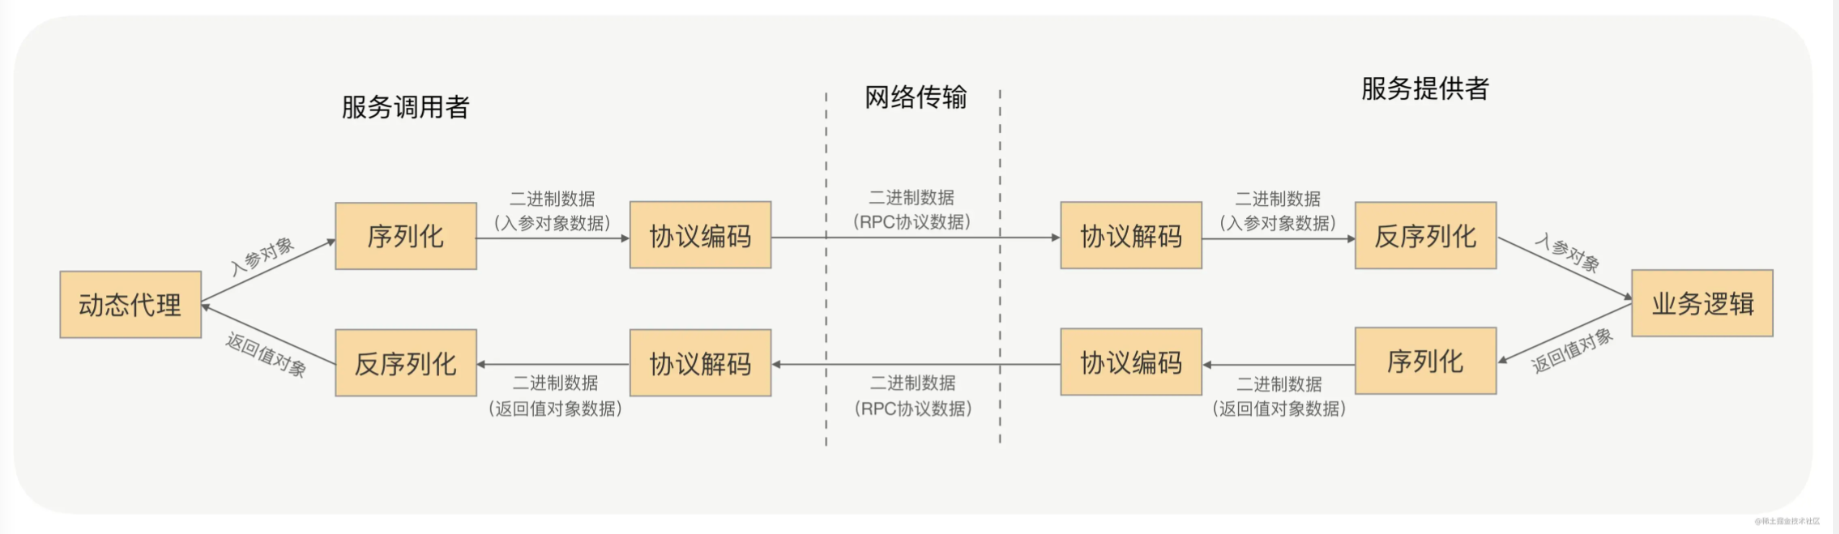 服务调用者
网络传输
服务提供者
二进制数据
(入参对象数据)
二进制数据
(RPC协议数据)
二进制数据
(入参对象数据)
序列化
协议编码
协议解码
反序列化
入参对象
入参对象
动态代理
业务逻辑
返回值对象
返回值对象
反序列化
协议解码
协议编码
序列化
二进制数据
(返回值对象数据)
二进制数据
(RPC协议数据)
二进制数据
(返回值对象数据)
@稀土掘金技术社区